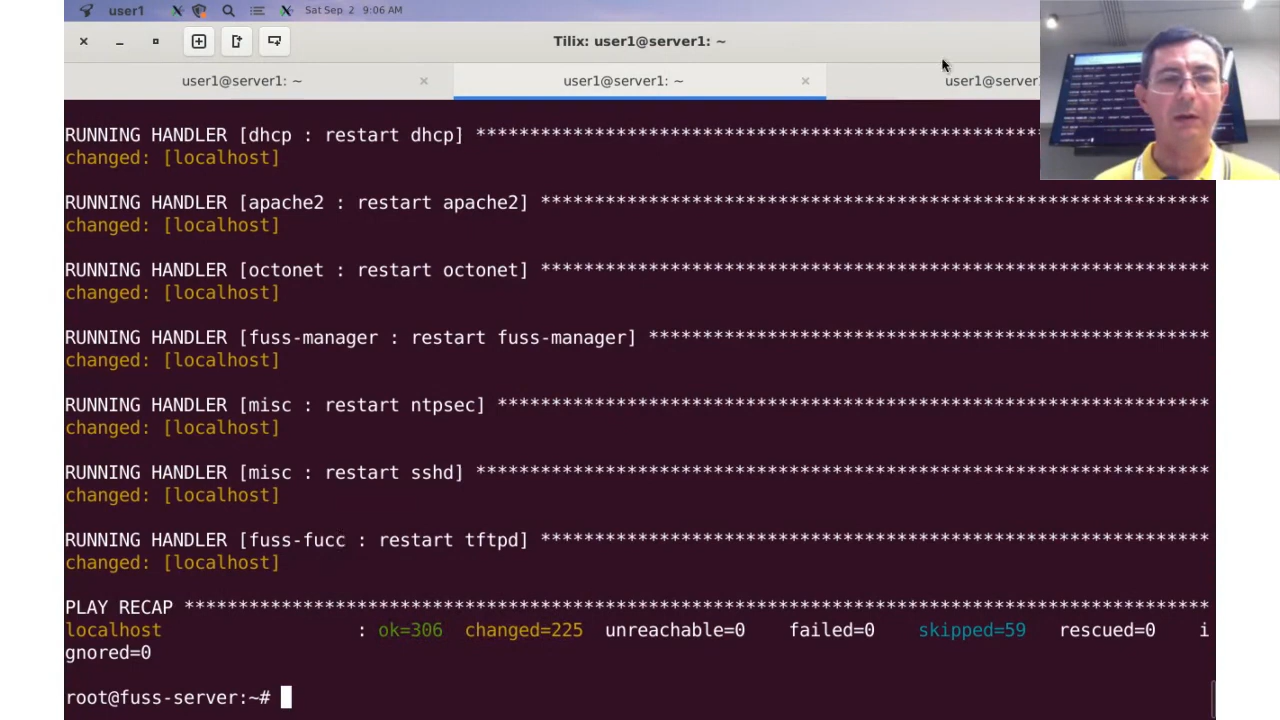 user1
Sat Sep 2 9:06 AM
Tilix: user1@server1: ~
user1@server1: ~ ×
user1@server1: ~ ×
user1@server1
RUNNING HANDLER [dhcp : restart dhcp] ****************************************************
changed: [localhost]
RUNNING HANDLER [apache2 : restart apache2] **************************************************************
changed: [localhost]
RUNNING HANDLER [octonet : restart octonet] **************************************************************
changed: [localhost]
RUNNING HANDLER [fuss-manager : restart fuss-manager] ****************************************************
changed: [localhost]
RUNNING HANDLER [misc : restart ntpsec] ******************************************************************
changed: [localhost]
RUNNING HANDLER [misc : restart sshd] ********************************************************************
changed: [localhost]
RUNNING HANDLER [fuss-fucc : restart tftpd] **************************************************************
changed: [localhost]
PLAY RECAP ***********************************************************************************************
localhost : ok=306 changed=225 unreachable=0 failed=0 skipped=59 rescued=0 i
gnored=0
root@fuss-server:~#